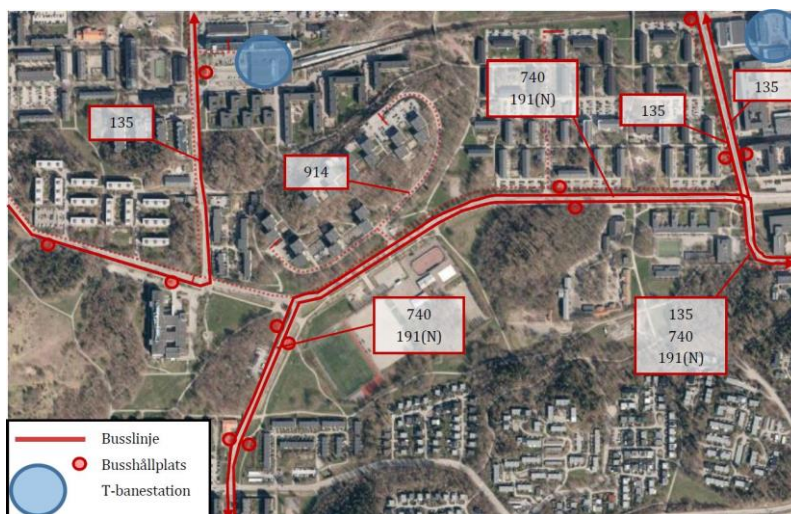 740
191(N)
135
135
135
914
740
191(N)
135
740
191(N)
Busslinje
Busshållplats
T-banestation